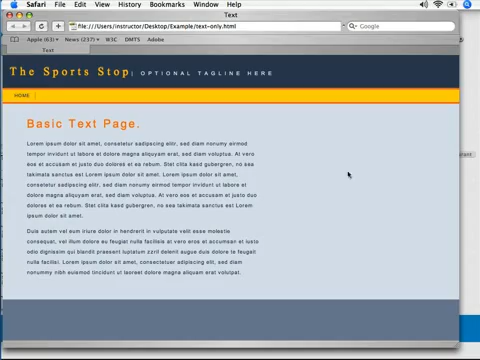 Safari File Edit View History Bookmarks Window Help
Text
file:///Users/instructor/Desktop/Example/text-only.html
Google
Apple (63) News (237) W3C DMTS Adobe
Text
The Sports Stop| OPTIONAL TAGLINE HERE
HOME
Basic Text Page.
Lorem ipsum dolor sit amet, consectetur sadipscing elitr, sed diam nonumy eirmod
tempor invidunt ut labore et dolore magna aliquyam erat, sed diam voluptua. At vero
eos et accusam et justo duo dolores et ea rebum. Stet clita kasd gubergren, no sea
takimata sanctus est Lorem ipsum dolor sit amet. Lorem ipsum dolor sit amet,
consetetur sadipscing elitr, sed diam nonumy eirmod tempor invidunt ut labore et
dolore magna aliquyam erat, sed diam voluptua. At vero eos et accusam et justo duo
dolores et ea rebum. Stet clita kasd gubergren, no sea takimata sanctus est Lorem
ipsum dolor sit amet.
Duis autem vel eum iriure dolor in hendrerit in vulputate velit esse molestie
consequat, vel illum dolore eu feugiat nulla facilisis at vero eros et accumsan et iusto
odio dignissim qui blandit praesent luptatum zzril delenit augue duis dolore te feugait
nulla facilisi. Lorem ipsum dolor sit amet, consectetuer adipiscing elit, sed diam
nonummy nibh euismod tincidunt ut laoreet dolore magna aliquam erat volutpat.